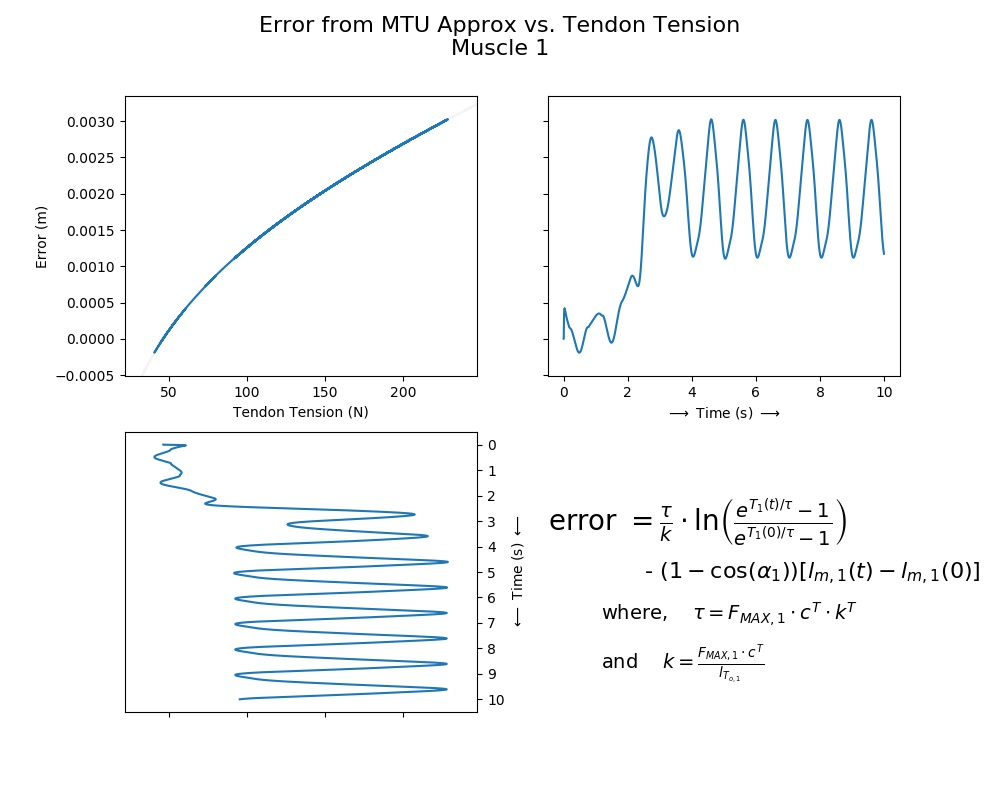 Error from MTU Approx vs. Tendon Tension
Muscle 1
0.0030
0.0025
0.0020
0.0015
0.0010
0.0005
0.0000
−0.0005
Error (m)
50 100 150 200
Tendon Tension (N)
0 2 4 6 8 10
⟶ Time (s) ⟶
0
1
2
3
4
5
6
7
8
9
10
⟵ Time (s) ⟵
error = τ/k · ln((e^{T_1(t)/τ} − 1)/(e^{T_1(0)/τ} − 1))
- (1 − cos(α_1))[l_{m,1}(t) − l_{m,1}(0)]
where, τ = F_{MAX,1} · c^T · k^T
and k = (F_{MAX,1} · c^T)/l_{T_{o,1}}